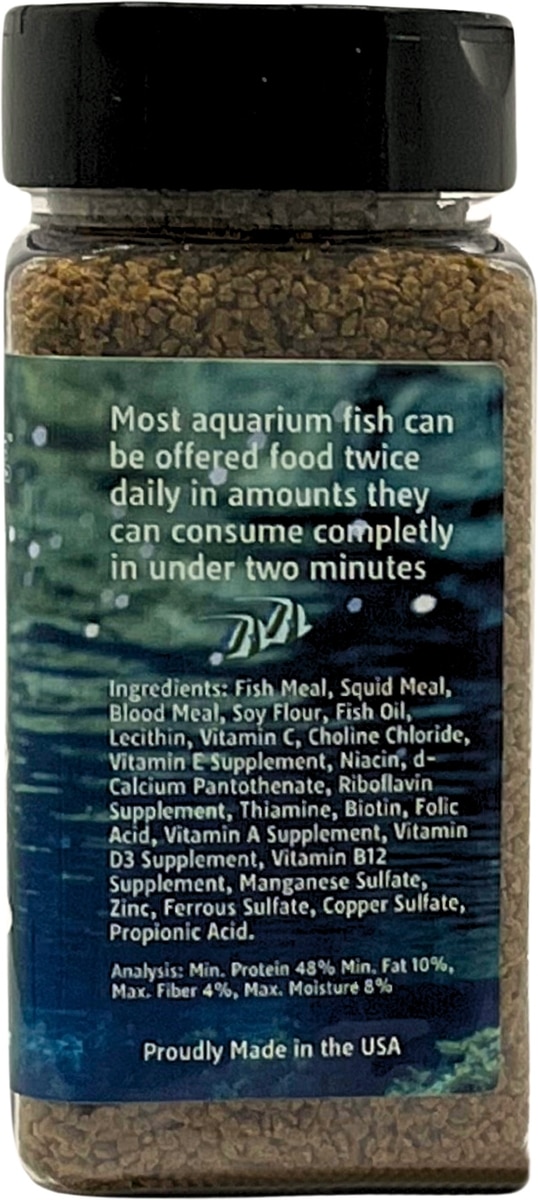 Most aquarium fish can
be offered food twice
daily in amounts they
can consume completly
in under two minutes
Ingredients: Fish Meal, Squid Meal,
Blood Meal, Soy Flour, Fish Oil,
Lecithin, Vitamin C, Choline Chloride,
Vitamin E Supplement, Niacin, d-
Calcium Pantothenate, Riboflavin
Supplement, Thiamine, Biotin, Folic
Acid, Vitamin A Supplement, Vitamin
D3 Supplement, Vitamin B12
Supplement, Manganese Sulfate,
Zinc, Ferrous Sulfate, Copper Sulfate,
Propionic Acid.
Analysis: Min. Protein 48% Min. Fat 10%,
Max. Fiber 4%, Max. Moisture 8%
Proudly Made in the USA